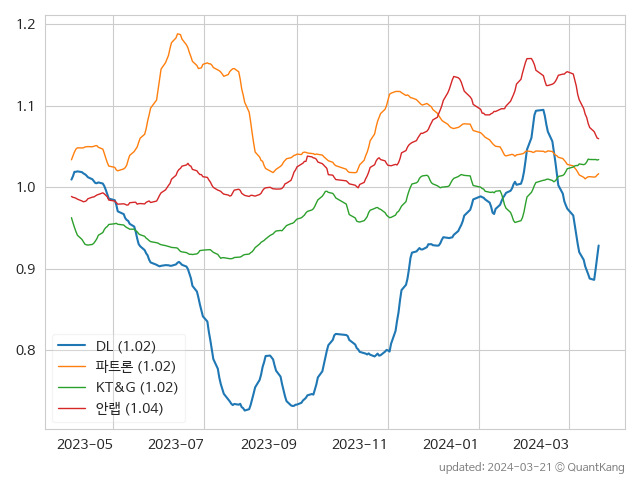 1.2
1.1
1.0
0.9
0.8
DL (1.02)
파트론 (1.02)
KT&G (1.02)
안랩 (1.04)
2023-05 2023-07 2023-09 2023-11 2024-01 2024-03
updated: 2024-03-21 © QuantKang